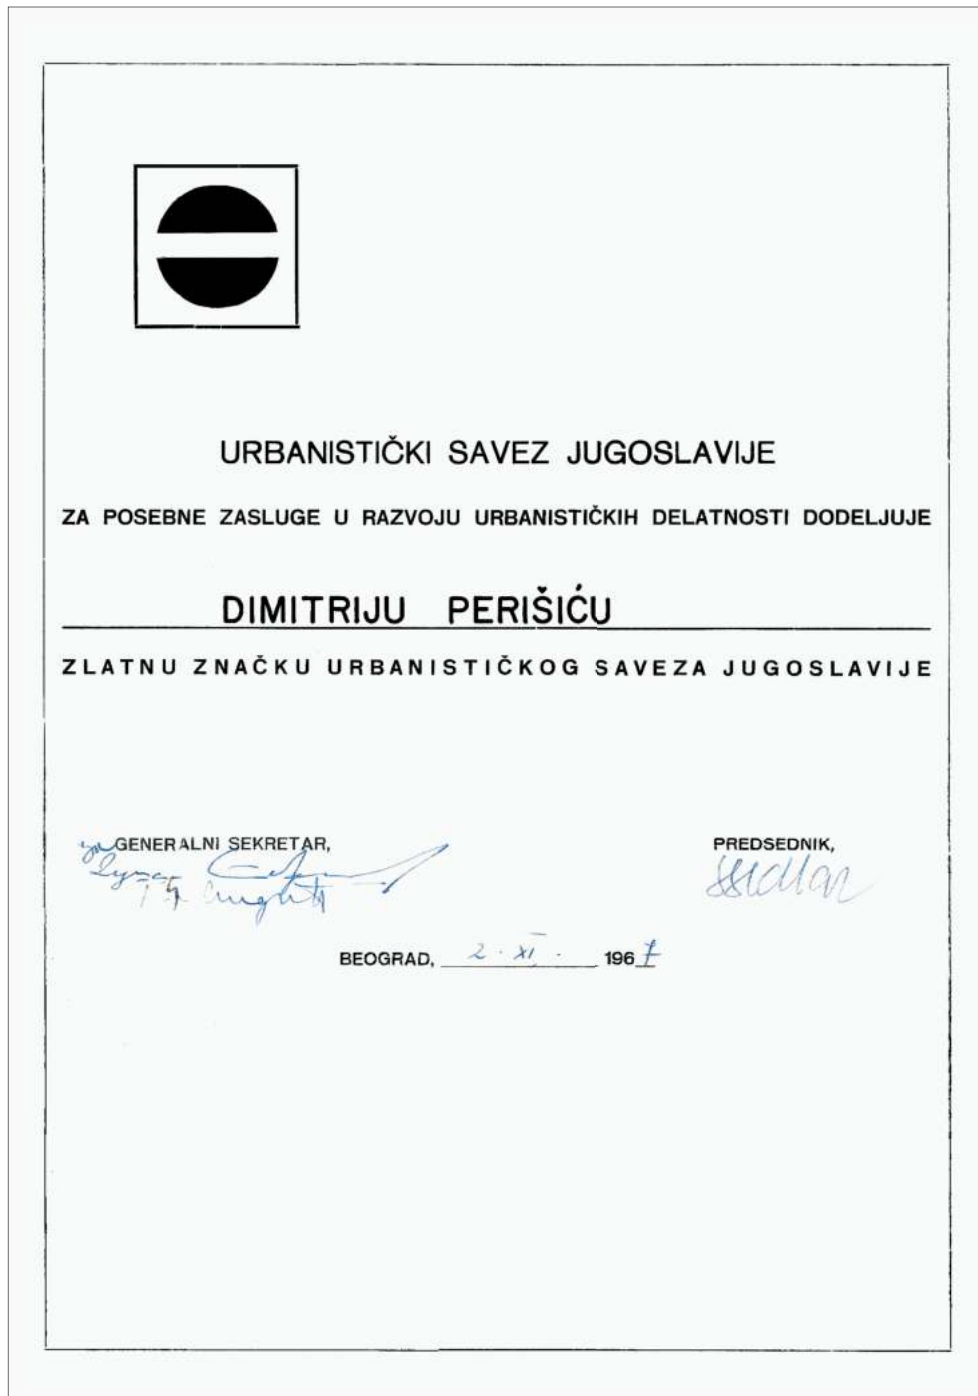 URBANISTIČKI SAVEZ JUGOSLAVIJE
ZA POSEBNE ZASLUGE U RAZVOJU URBANISTIČKIH DELATNOSTI DODELJUJE
DIMITRIJU PERIŠIĆU
ZLATNU ZNAČKU URBANISTIČKOG SAVEZA JUGOSLAVIJE
za GENERALNI SEKRETAR,
PREDSEDNIK,
BEOGRAD, 2. XI. 1967